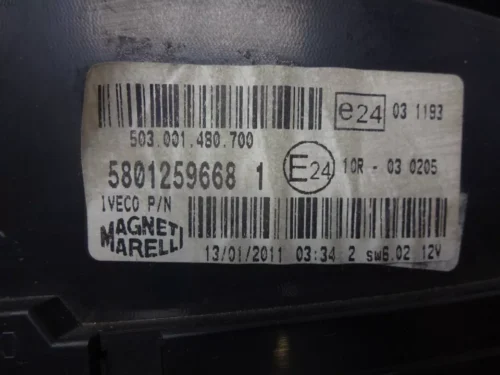 e24 03 1193
503.001.480.700
5801259668 1
E24 10R - 03 0205
IVECO P/N
MAGNETI
MARELLI
13/01/2011 03:34 2 sw6.02 12V